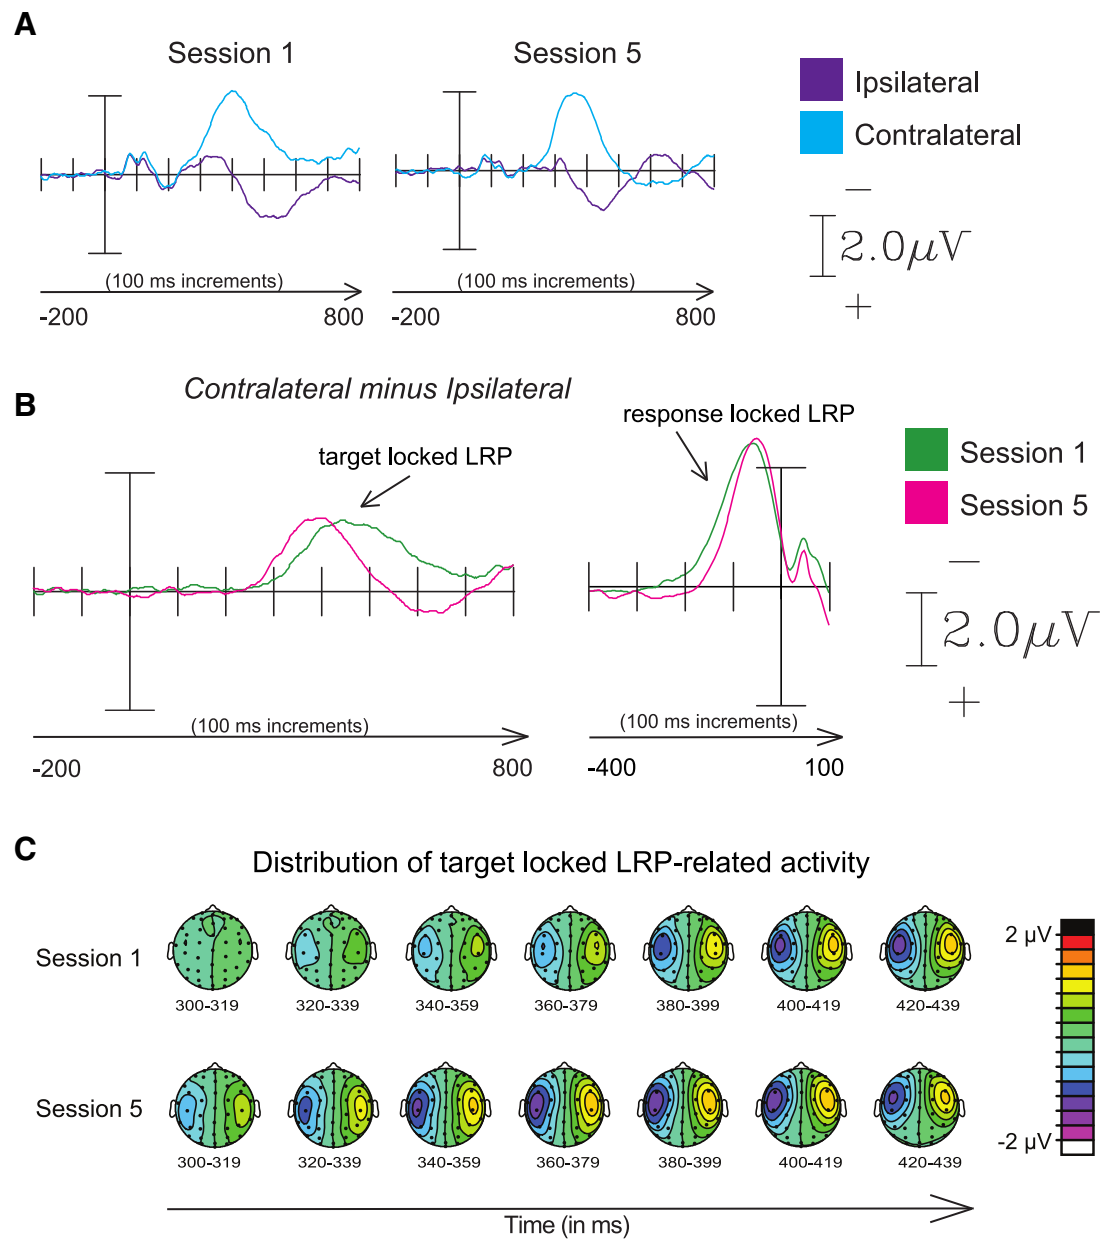 A
Session 1
Session 5
Ipsilateral
Contralateral
−
2.0µV
+
(100 ms increments)
(100 ms increments)
-200
800
-200
800
B
Contralateral minus Ipsilateral
target locked LRP
response locked LRP
Session 1
Session 5
−
2.0µV
+
(100 ms increments)
(100 ms increments)
-200
800
-400
100
C
Distribution of target locked LRP-related activity
Session 1
300-319 320-339 340-359 360-379 380-399 400-419 420-439
2 µV
Session 5
300-319 320-339 340-359 360-379 380-399 400-419 420-439
-2 µV
Time (in ms)